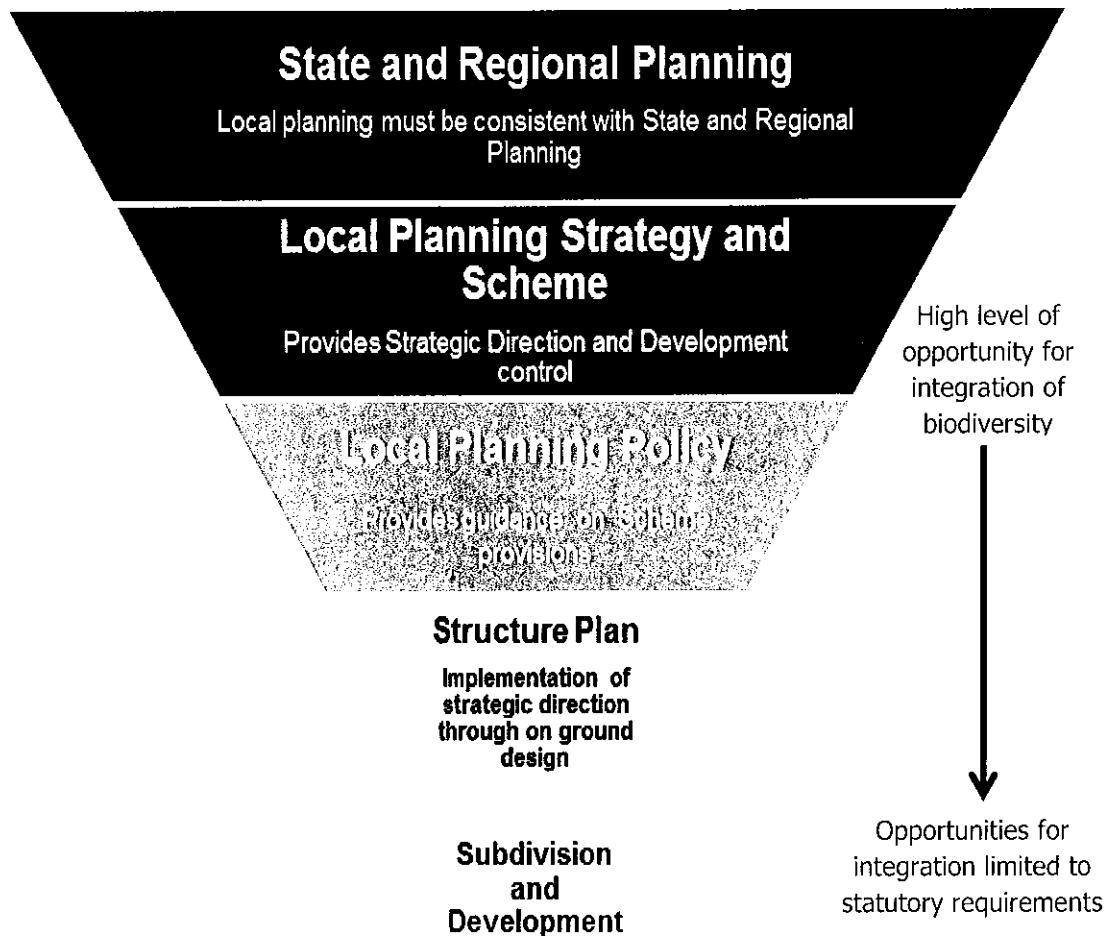 State and Regional Planning
Local planning must be consistent with State and Regional
Planning
Local Planning Strategy and
Scheme
Provides Strategic Direction and Development
control
Local Planning Policy
Provides guidance on Scheme
provisions
Structure Plan
Implementation of
strategic direction
through on ground
design
Subdivision
and
Development
High level of
opportunity for
integration of
biodiversity
Opportunities for
integration limited to
statutory requirements